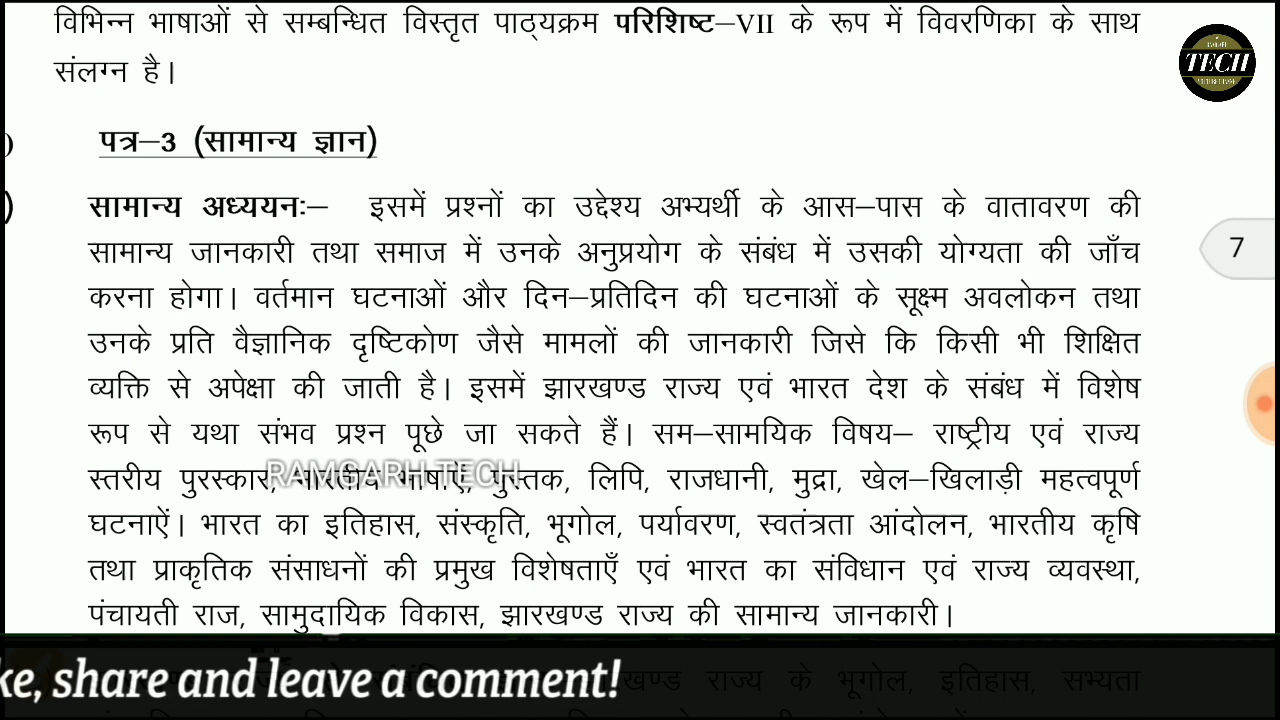 विभिन्न भाषाओं से सम्बन्धित विस्तृत पाठ्यक्रम परिशिष्ट–VII के रूप में विवरणिका के साथ
संलग्न है।
TECH
) पत्र–3 (सामान्य ज्ञान)
) सामान्य अध्ययनः– इसमें प्रश्नों का उद्देश्य अभ्यर्थी के आस–पास के वातावरण की
सामान्य जानकारी तथा समाज में उनके अनुप्रयोग के संबंध में उसकी योग्यता की जाँच
7
करना होगा। वर्तमान घटनाओं और दिन–प्रतिदिन की घटनाओं के सूक्ष्म अवलोकन तथा
उनके प्रति वैज्ञानिक दृष्टिकोण जैसे मामलों की जानकारी जिसे कि किसी भी शिक्षित
व्यक्ति से अपेक्षा की जाती है। इसमें झारखण्ड राज्य एवं भारत देश के संबंध में विशेष
रूप से यथा संभव प्रश्न पूछे जा सकते हैं। सम–सामयिक विषय– राष्ट्रीय एवं राज्य
स्तरीय पुरस्कार, भारतीय भाषाऐं, पुस्तक, लिपि, राजधानी, मुद्रा, खेल–खिलाड़ी महत्वपूर्ण
RAMGARH TECH
घटनाऐं। भारत का इतिहास, संस्कृति, भूगोल, पर्यावरण, स्वतंत्रता आंदोलन, भारतीय कृषि
तथा प्राकृतिक संसाधनों की प्रमुख विशेषताएँ एवं भारत का संविधान एवं राज्य व्यवस्था,
पंचायती राज, सामुदायिक विकास, झारखण्ड राज्य की सामान्य जानकारी।
ke, share and leave a comment!
राज्य के भूगोल, इतिहास, सभ्यता